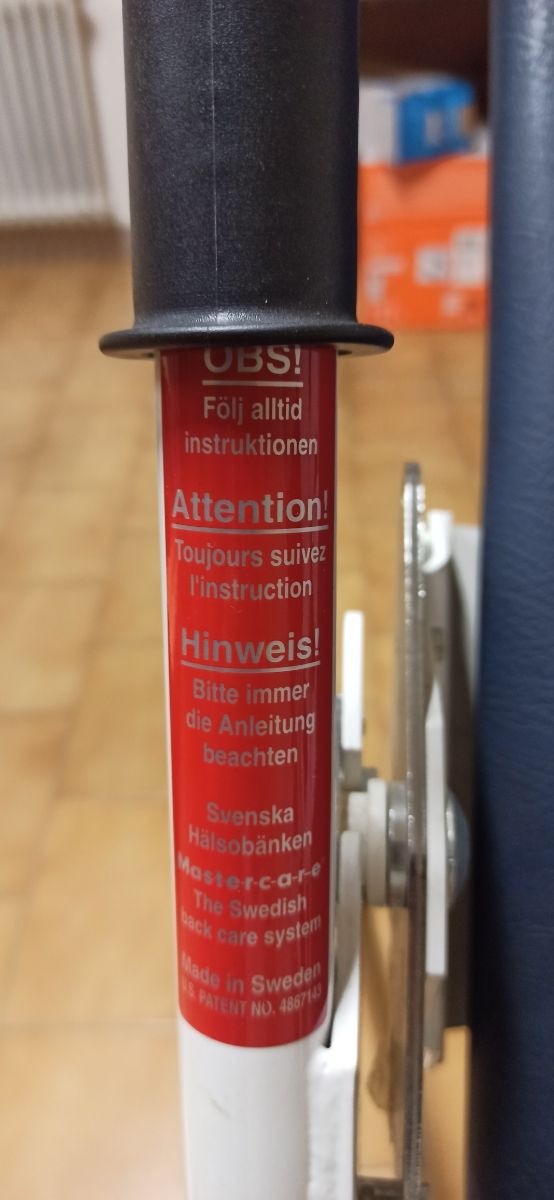 OBS!
Följ alltid
instruktionen
Attention!
Toujours suivez
l'instruction
Hinweis!
Bitte immer
die Anleitung
beachten
Svenska
Hälsobänken
Master-c-a-r-e
The Swedish
back care system
Made in Sweden
U.S. PATENT NO. 4867143